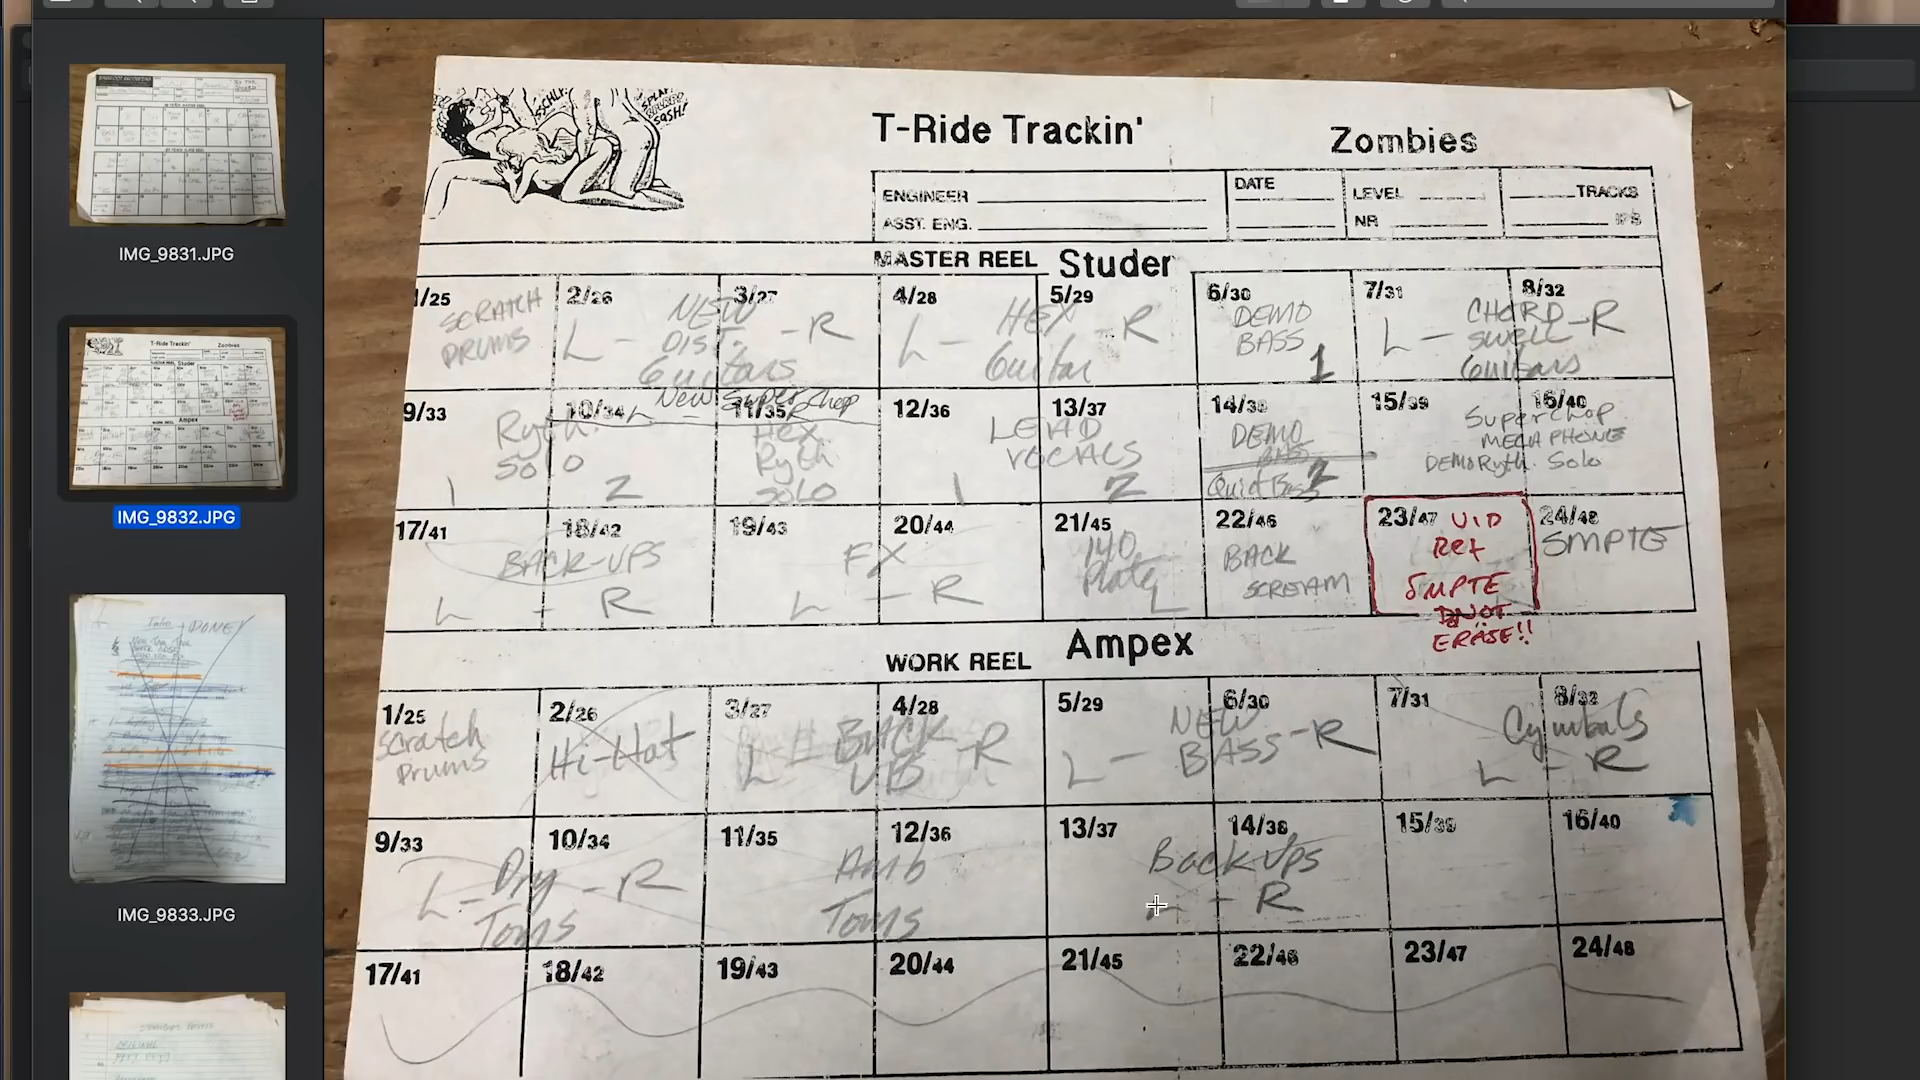 T-Ride Trackin'
Zombies
ENGINEER
ASST. ENG.
DATE
LEVEL
NR
TRACKS
IPS
MASTER REEL Studer
1/25
SCRATCH
DRUMS
2/26
3/27
NEW
L - DIST. - R
Guitars
4/28
5/29
HEX
L - R
Guitar
6/30
DEMO
BASS
1
7/31
8/32
CHORD
L - SWELL - R
Guitars
9/33
Ryth.
SOLO
1
10/34
2
New Super Chop
L
R
11/35
Hex
Ryth
SOLO
12/36
13/37
LEAD
VOCALS
1
2
14/38
DEMO
BASS
2
Quiet Bass
15/39
16/40
Super Chop
MEGAPHONE
DEMO Ryth. Solo
17/41
18/42
BACK-UPS
L - R
19/43
20/44
FX
L - R
21/45
140
Plate
L
22/46
BACK
SCREAM
23/47
VID
Ref
SMPTE
ERASE!!
24/48
SMPTE
WORK REEL Ampex
1/25
Scratch
Drums
2/26
Hi-Hat
3/27
4/28
BACK
L - R
5/29
6/30
NEW
L - BASS - R
7/31
8/32
Cymbals
L - R
9/33
10/34
L - Dry - R
Toms
11/35
12/36
Amb
Toms
13/37
14/38
Back Ups
L - R
15/39
16/40
17/41
18/42
19/43
20/44
21/45
22/46
23/47
24/48
IMG_9831.JPG
IMG_9832.JPG
IMG_9833.JPG